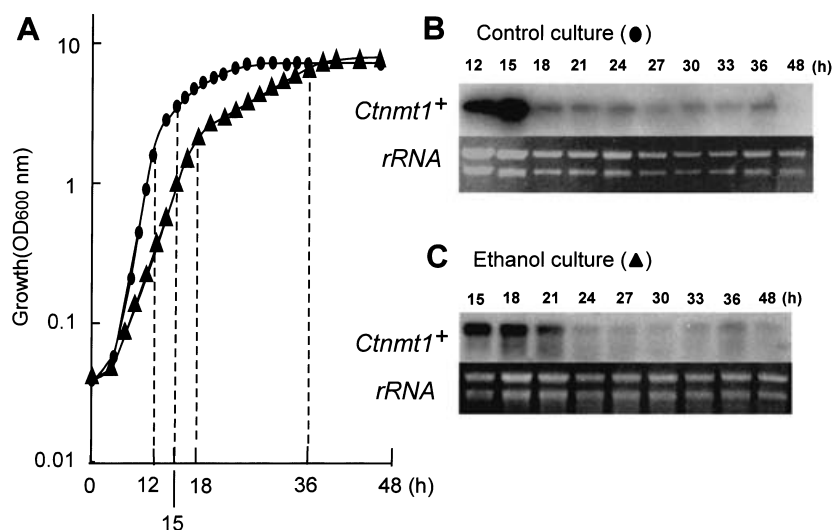 A
Growth(OD600 nm)
10
1
0.1
0.01
0 12 18 36 48 (h)
15
B
Control culture (●)
12 15 18 21 24 27 30 33 36 48 (h)
Ctnmt1+
rRNA
C
Ethanol culture (▲)
15 18 21 24 27 30 33 36 48 (h)
Ctnmt1+
rRNA